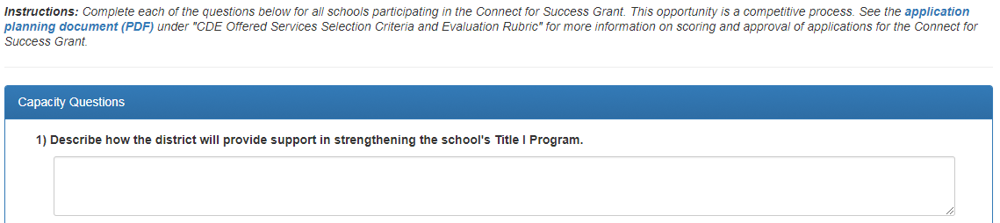 Instructions: Complete each of the questions below for all schools participating in the Connect for Success Grant. This opportunity is a competitive process. See the application
planning document (PDF) under "CDE Offered Services Selection Criteria and Evaluation Rubric" for more information on scoring and approval of applications for the Connect for
Success Grant.
Capacity Questions
1) Describe how the district will provide support in strengthening the school's Title I Program.